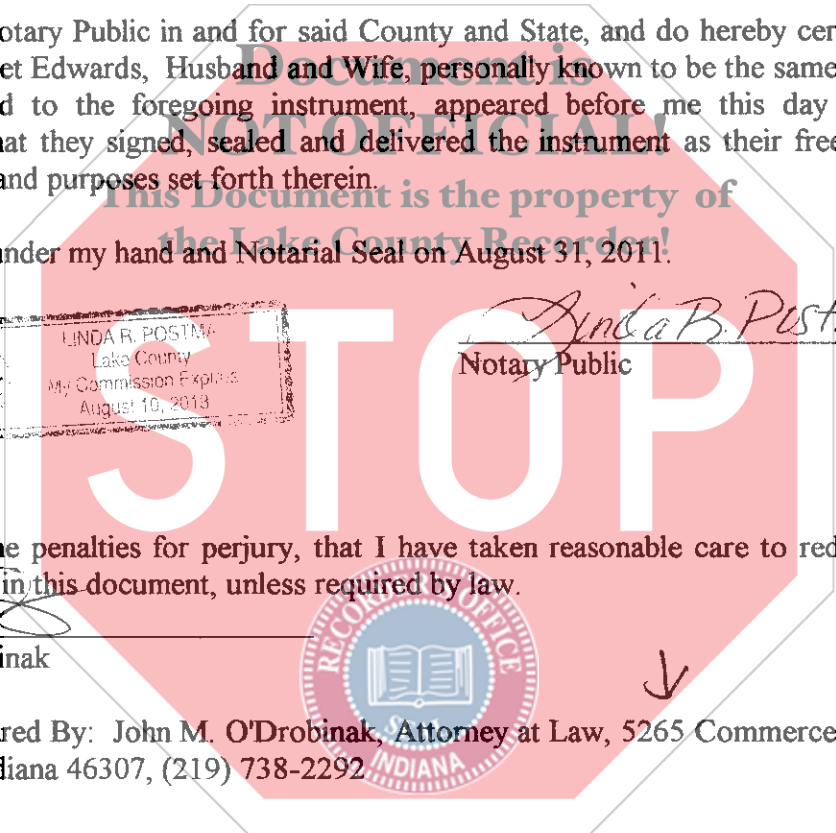 otary Public in and for said County and State, and do hereby cer
Document is
et Edwards, Husband and Wife, personally known to be the same
d to the foregoing instrument, appeared before me this day
NOT OFFICIAL!
at they signed, sealed and delivered the instrument as their free
and purposes set forth therein.
This Document is the property of
the Lake County Recorder!
nder my hand and Notarial Seal on August 31, 2011.
LINDA R. POSTMA
Lake County
My Commission Expires
August 10, 2013
Linda R. Post
Notary Public
STOP
e penalties for perjury, that I have taken reasonable care to red
in this document, unless required by law.
RECORDER'S OFFICE
SEAL
INDIANA
inak
red By: John M. O'Drobinak, Attorney at Law, 5265 Commerce
diana 46307, (219) 738-2292